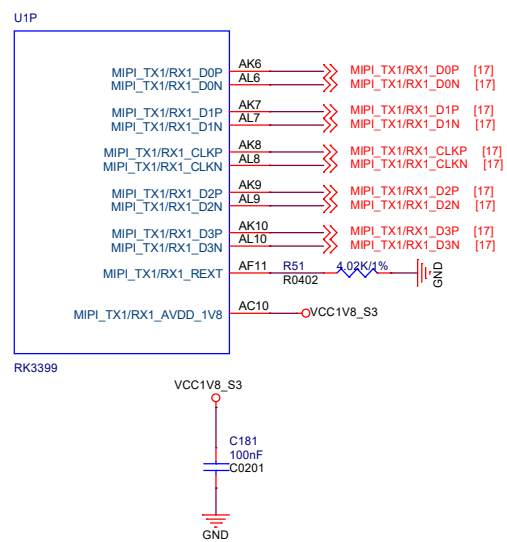 U1P
MIPI_TX1/RX1_D0P AK6 MIPI_TX1/RX1_D0P [17]
MIPI_TX1/RX1_D0N AL6 MIPI_TX1/RX1_D0N [17]
MIPI_TX1/RX1_D1P AK7 MIPI_TX1/RX1_D1P [17]
MIPI_TX1/RX1_D1N AL7 MIPI_TX1/RX1_D1N [17]
MIPI_TX1/RX1_CLKP AK8 MIPI_TX1/RX1_CLKP [17]
MIPI_TX1/RX1_CLKN AL8 MIPI_TX1/RX1_CLKN [17]
MIPI_TX1/RX1_D2P AK9 MIPI_TX1/RX1_D2P [17]
MIPI_TX1/RX1_D2N AL9 MIPI_TX1/RX1_D2N [17]
MIPI_TX1/RX1_D3P AK10 MIPI_TX1/RX1_D3P [17]
MIPI_TX1/RX1_D3N AL10 MIPI_TX1/RX1_D3N [17]
MIPI_TX1/RX1_REXT AF11 R51 4.02K/1% GND
R0402
MIPI_TX1/RX1_AVDD_1V8 AC10 VCC1V8_S3
RK3399
VCC1V8_S3
C181
100nF
C0201
GND